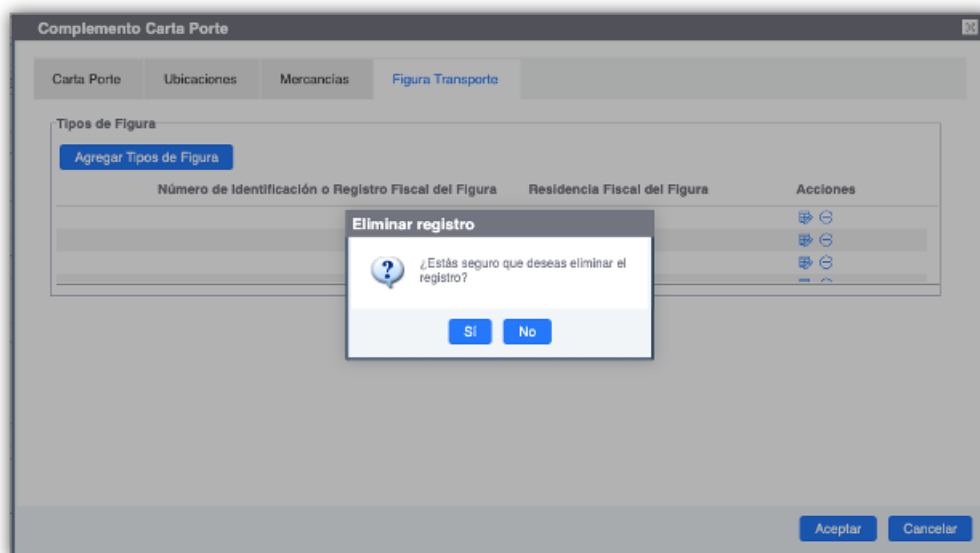 Complemento Carta Porte
Carta Porte Ubicaciones Mercancías Figura Transporte
Tipos de Figura
Agregar Tipos de Figura
Número de Identificación o Registro Fiscal del Figura Residencia Fiscal del Figura Acciones
Eliminar registro
¿Estás seguro que deseas eliminar el
registro?
Sí No
Aceptar Cancelar